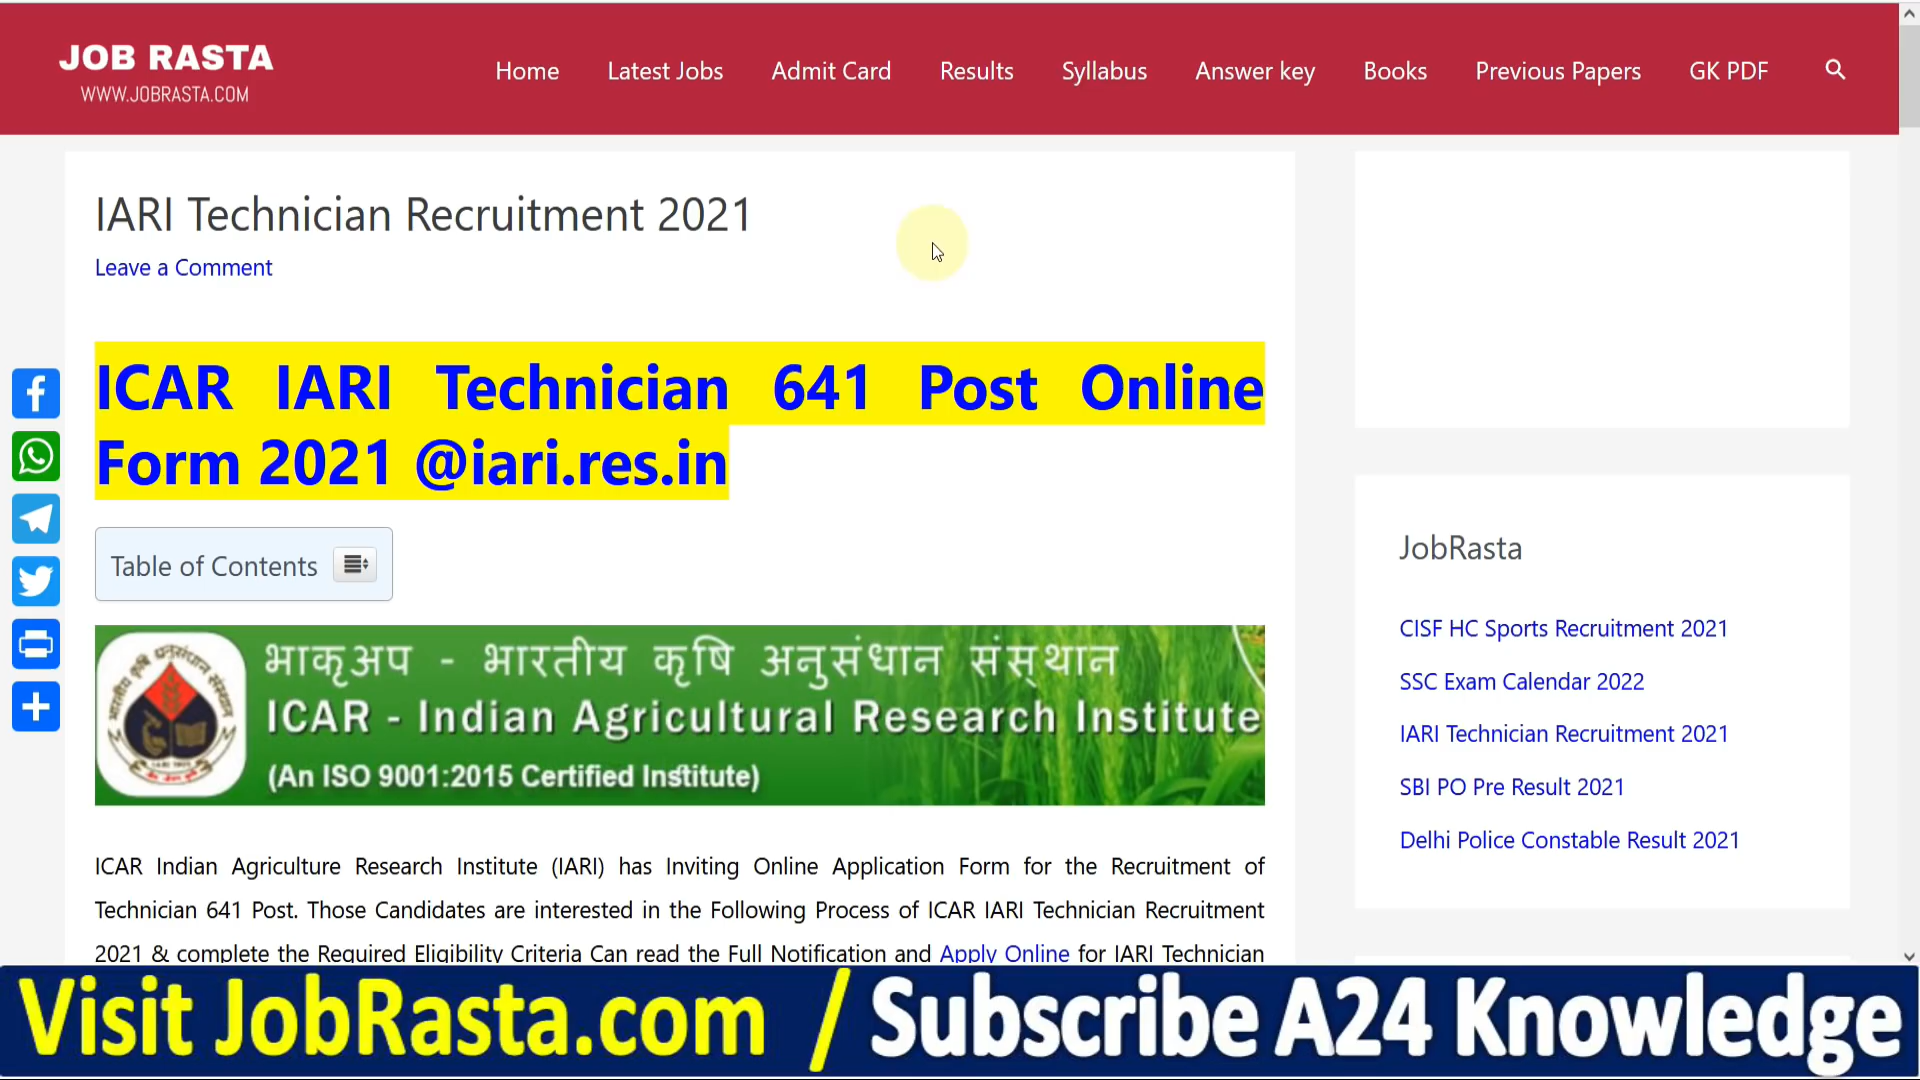 JOB RASTA
WWW.JOBRASTA.COM
Home Latest Jobs Admit Card Results Syllabus Answer key Books Previous Papers GK PDF
IARI Technician Recruitment 2021
Leave a Comment
ICAR IARI Technician 641 Post Online
Form 2021 @iari.res.in
Table of Contents
भाकृअप - भारतीय कृषि अनुसंधान संस्थान
ICAR - Indian Agricultural Research Institute
(An ISO 9001:2015 Certified Institute)
ICAR Indian Agriculture Research Institute (IARI) has Inviting Online Application Form for the Recruitment of
Technician 641 Post. Those Candidates are interested in the Following Process of ICAR IARI Technician Recruitment
2021 & complete the Required Eligibility Criteria Can read the Full Notification and Apply Online for IARI Technician
JobRasta
CISF HC Sports Recruitment 2021
SSC Exam Calendar 2022
IARI Technician Recruitment 2021
SBI PO Pre Result 2021
Delhi Police Constable Result 2021
Visit JobRasta.com / Subscribe A24 Knowledge